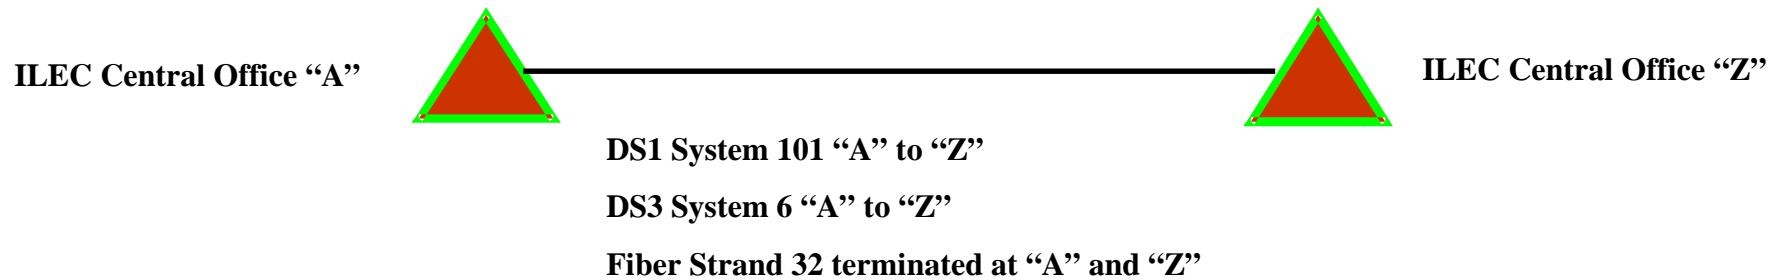 ILEC Central Office “A”
ILEC Central Office “Z”
DS1 System 101 “A” to “Z”
DS3 System 6 “A” to “Z”
Fiber Strand 32 terminated at “A” and “Z”